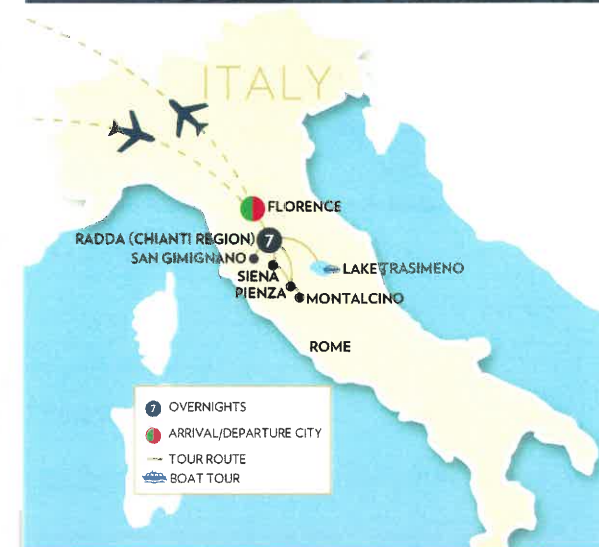 ITALY
FLORENCE
RADDA (CHIANTI REGION) 7
SAN GIMIGNANO
LAKE TRASIMENO
SIENA
PIENZA
MONTALCINO
ROME
7 OVERNIGHTS
ARRIVAL/DEPARTURE CITY
TOUR ROUTE
BOAT TOUR